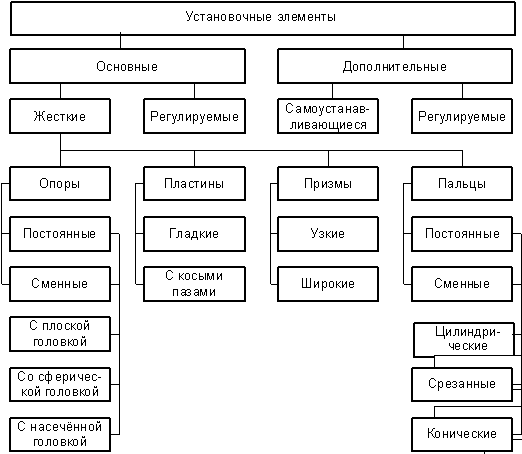 Установочные элементы
Основные
Дополнительные
Жесткие
Регулируемые
Самоустанав-
ливающиеся
Регулируемые
Опоры
Пластины
Призмы
Пальцы
Постоянные
Гладкие
Узкие
Постоянные
Сменные
С косыми
пазами
Широкие
Сменные
С плоской
головкой
Цилиндри-
ческие
Со сферичес-
кой головкой
Срезанные
С насечённой
головкой
Конические